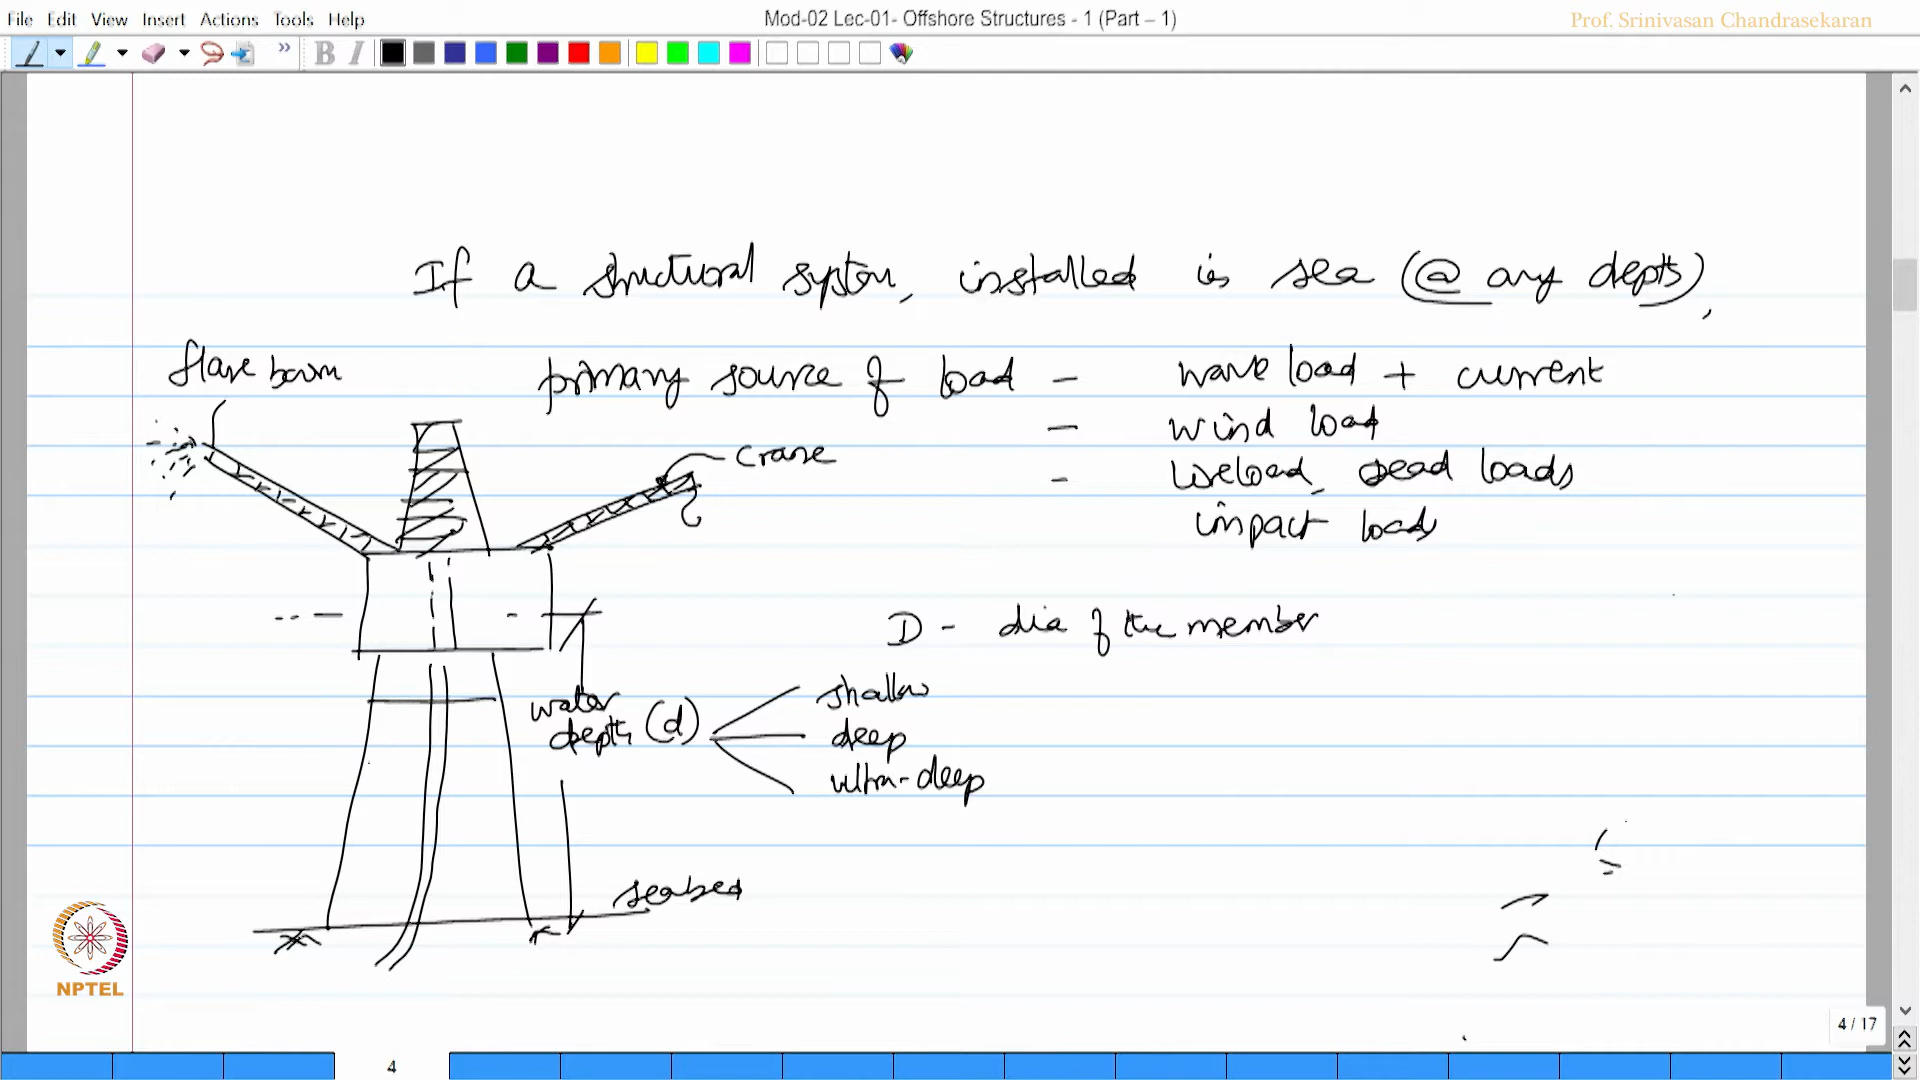 File Edit View Insert Actions Tools Help
Mod-02 Lec-01- Offshore Structures - 1 (Part – 1)
Prof. Srinivasan Chandrasekaran
B I
If a structural system, installed in sea (@ any depth),
flare boom
primary source of load - wave load + current
- wind load
crane
- liveload, dead loads
impact loads
D - dia of the member
water depth (d)
shallow
deep
ultra-deep
seabed
NPTEL
4 / 17
4